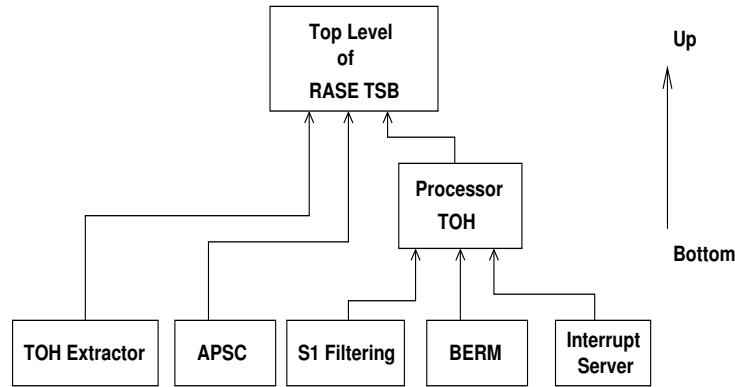 Top Level
of
RASE TSB
Up
Processor
TOH
Bottom
TOH Extractor
APSC
S1 Filtering
BERM
Interrupt
Server